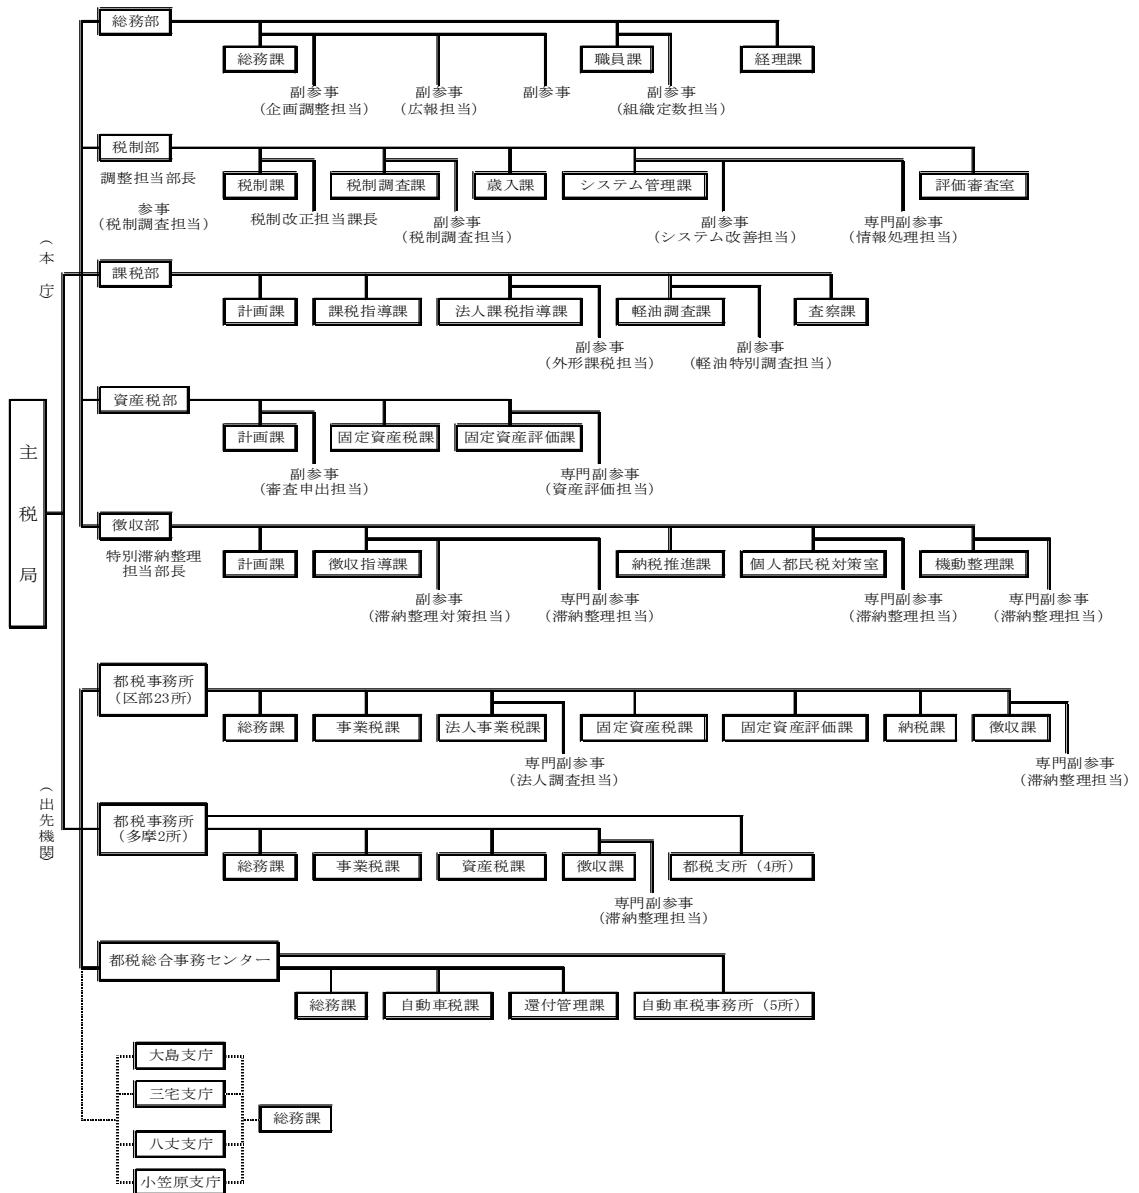 総務部
総務課
職員課
経理課
副参事
(企画調整担当)
副参事
(広報担当)
副参事
副参事
(組織定数担当)
税制部
調整担当部長
参事
(税制調査担当)
税制課
税制調査課
歳入課
システム管理課
評価審査室
税制改正担当課長
副参事
(税制調査担当)
副参事
(システム改善担当)
専門副参事
(情報処理担当)
(本庁)
課税部
計画課
課税指導課
法人課税指導課
軽油調査課
査察課
副参事
(外形課税担当)
副参事
(軽油特別調査担当)
主税局
資産税部
計画課
固定資産税課
固定資産評価課
副参事
(審査申出担当)
専門副参事
(資産評価担当)
徴収部
特別滞納整理
担当部長
計画課
徴収指導課
納税推進課
個人都民税対策室
機動整理課
副参事
(滞納整理対策担当)
専門副参事
(滞納整理担当)
専門副参事
(滞納整理担当)
専門副参事
(滞納整理担当)
都税事務所
(区部23所)
総務課
事業税課
法人事業税課
固定資産税課
固定資産評価課
納税課
徴収課
専門副参事
(法人調査担当)
専門副参事
(滞納整理担当)
(出先機関)
都税事務所
(多摩2所)
総務課
事業税課
資産税課
徴収課
都税支所(4所)
専門副参事
(滞納整理担当)
都税総合事務センター
総務課
自動車税課
還付管理課
自動車税事務所(5所)
大島支庁
三宅支庁
八丈支庁
小笠原支庁
総務課